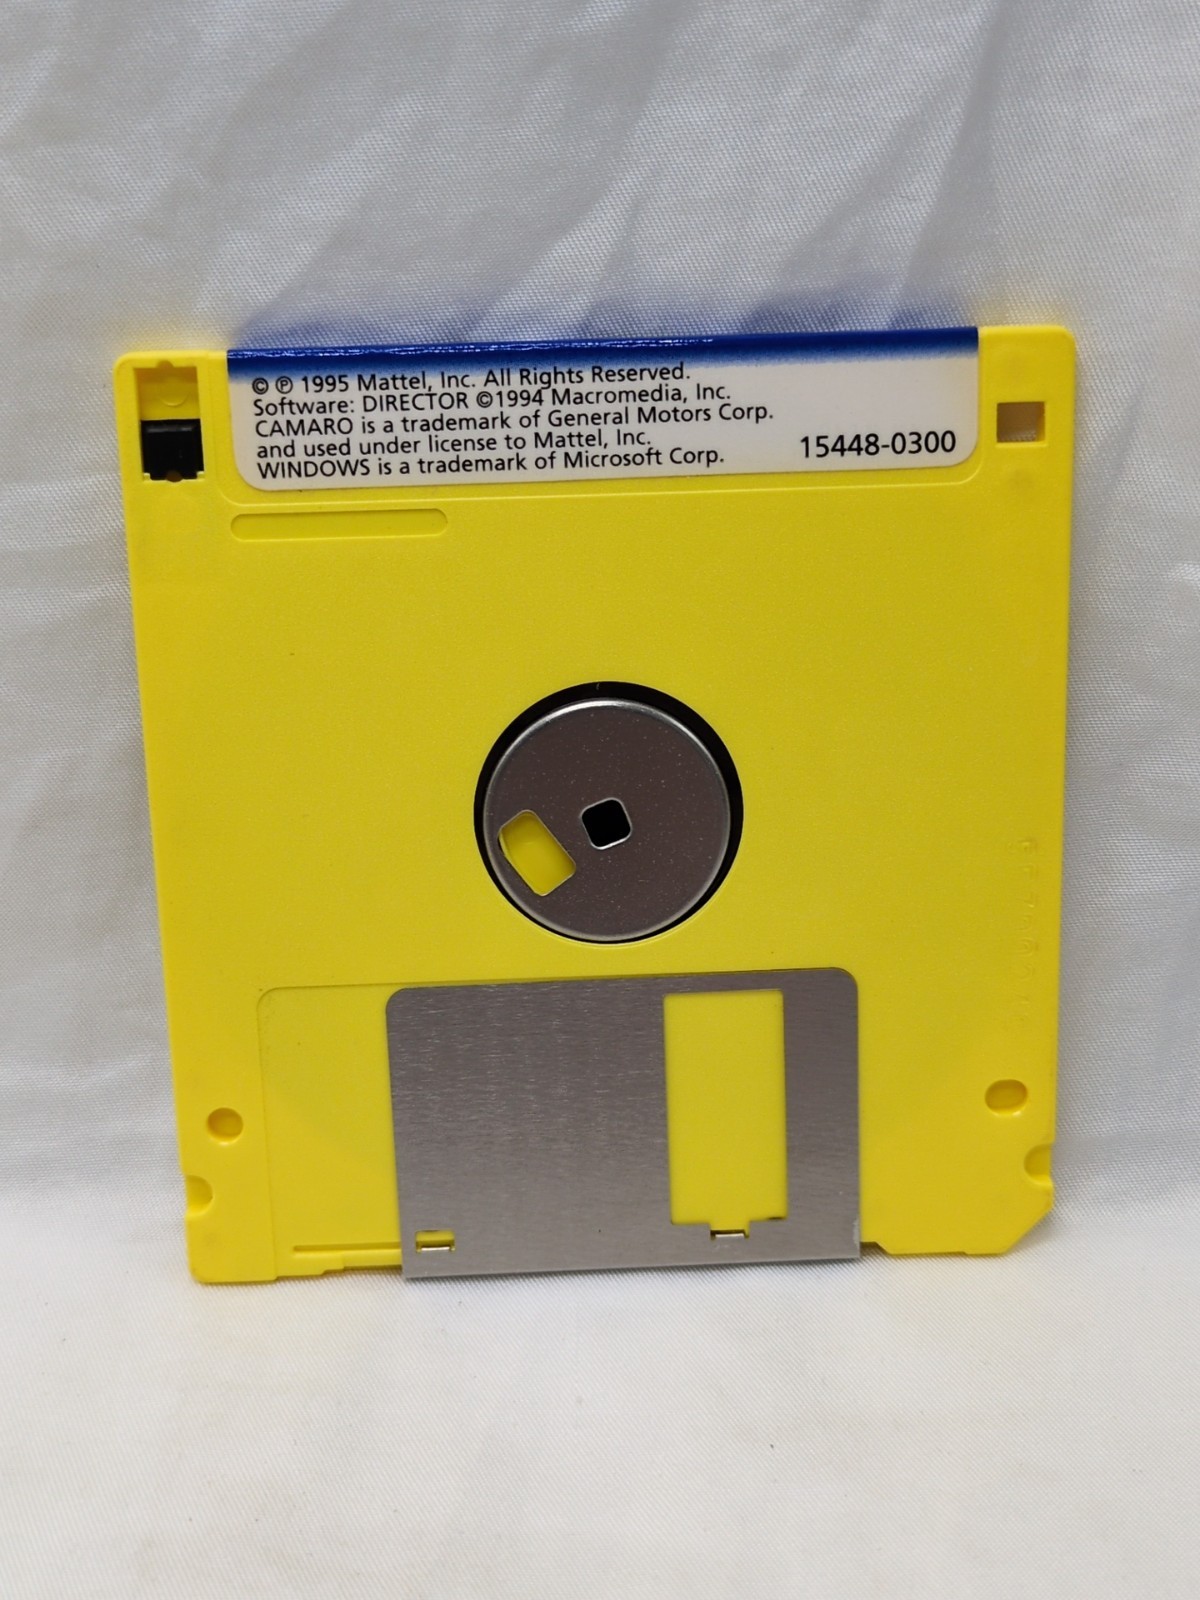 © ℗ 1995 Mattel, Inc. All Rights Reserved.
Software: DIRECTOR ©1994 Macromedia, Inc.
CAMARO is a trademark of General Motors Corp.
and used under license to Mattel, Inc.
WINDOWS is a trademark of Microsoft Corp.
15448-0300